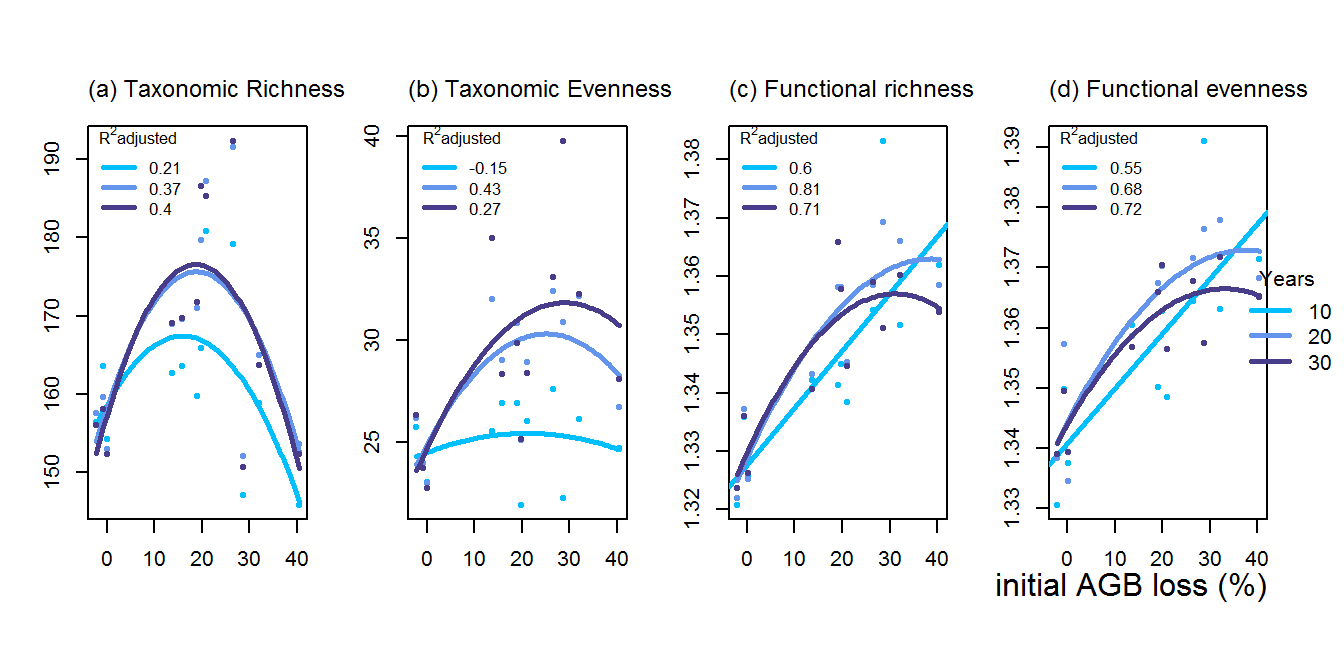 (a) Taxonomic Richness
R²adjusted
0.21
0.37
0.4
190
180
170
160
150
0 10 20 30 40
(b) Taxonomic Evenness
R²adjusted
-0.15
0.43
0.27
40
35
30
25
0 10 20 30 40
(c) Functional richness
R²adjusted
0.6
0.81
0.71
1.38
1.37
1.36
1.35
1.34
1.33
1.32
0 10 20 30 40
(d) Functional evenness
R²adjusted
0.55
0.68
0.72
1.39
1.38
1.37
1.36
1.35
1.34
1.33
0 10 20 30 40
Years
10
20
30
initial AGB loss (%)